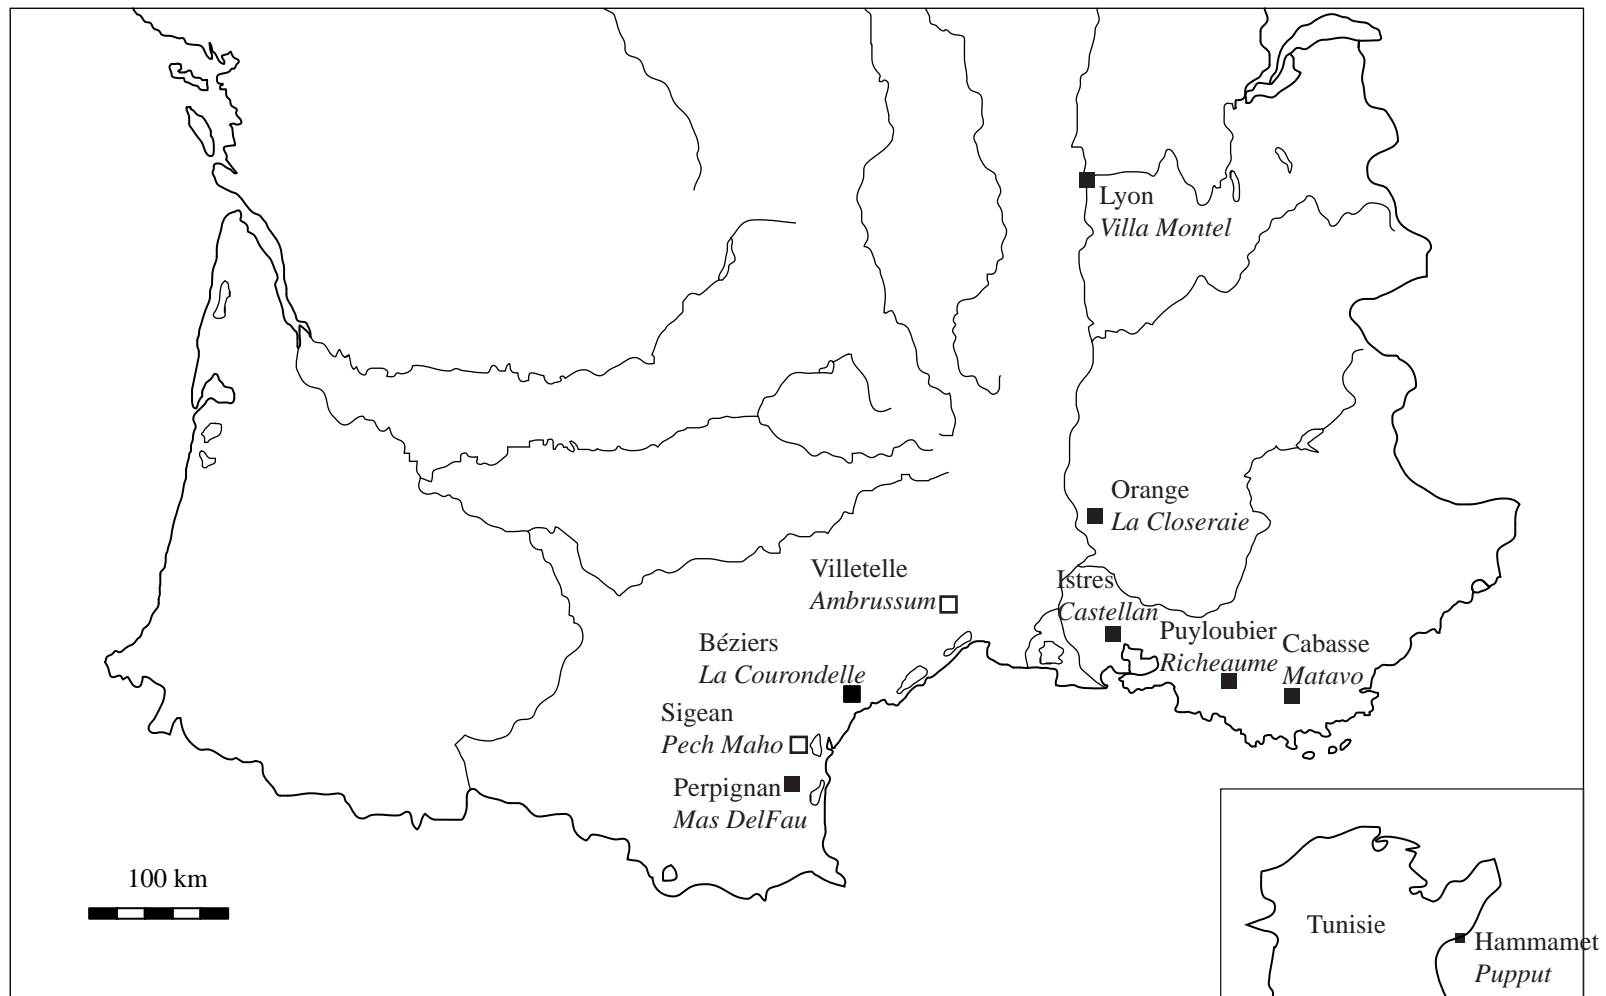 Lyon
Villa Montel
Orange
La Closeraie
Villetelle
Ambrussum
Istres
Castellan
Puyloubier
Richeaume
Cabasse
Matavo
Béziers
La Courondelle
Sigean
Pech Maho
Perpignan
Mas DelFau
100 km
Tunisie
Hammamet
Pupput